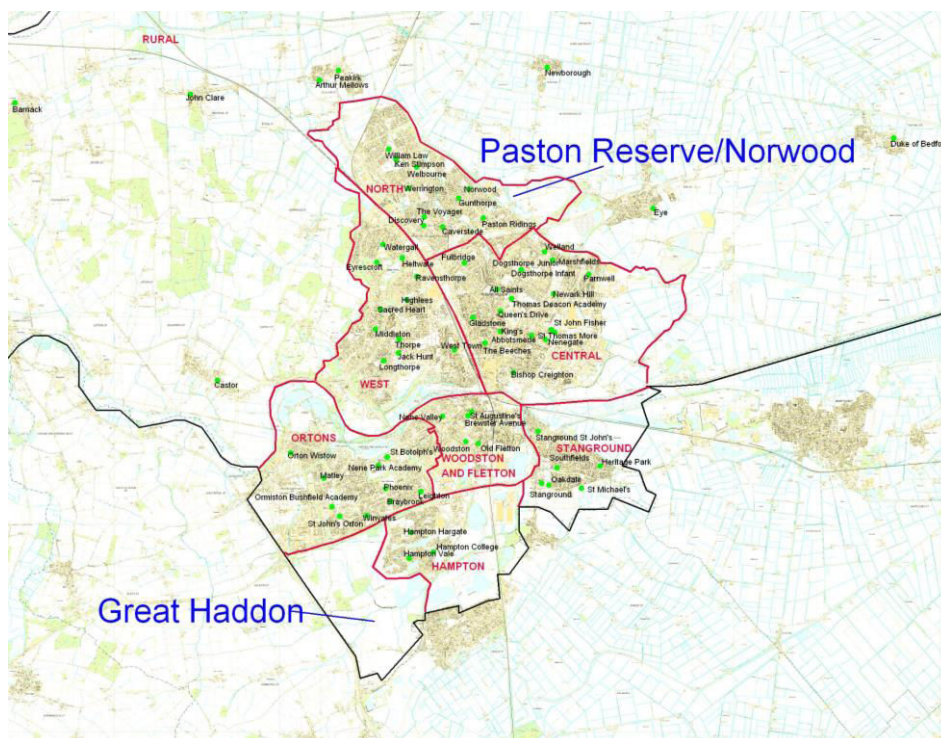 RURAL
Peakirk
Arthur Mellows
Newborough
John Clare
Barnack
Duke of Bedfo
Paston Reserve/Norwood
William Law
Ken Stimpson
Welbourne
NORTH
Werrington
Norwood
Gunthorpe
The Voyager
Discovery
Caverstede
Paston Ridings
Eye
Watergall
Heltwate
Eyrescroft
Ravensthorpe
Fulbridge
Welland
Dogsthorpe Junior
Marshfields
Dogsthorpe Infant
Parnwell
All Saints
Newark Hill
Thomas Deacon Academy
Highlees
Sacred Heart
Queen's Drive
Gladstone
King's
St John Fisher
Middleton
Abbotsmede
St Thomas More
Thorpe
Nenegate
West Town
The Beeches
Jack Hunt
CENTRAL
Longthorpe
Bishop Creighton
WEST
Castor
Nene Valley
St Augustine's
Brewster Avenue
ORTONS
Stanground St John's
Woodston
Old Fletton
STANGROUND
Orton Wistow
St Botolph's
WOODSTON
AND FLETTON
Southfields
Heritage Park
Nene Park Academy
Matley
Oakdale
Stanground
St Michael's
Phoenix
Leighton
Ormiston Bushfield Academy
Braybrook
St John's Orton
Winyates
Hampton Hargate
Hampton College
Hampton Vale
HAMPTON
Great Haddon